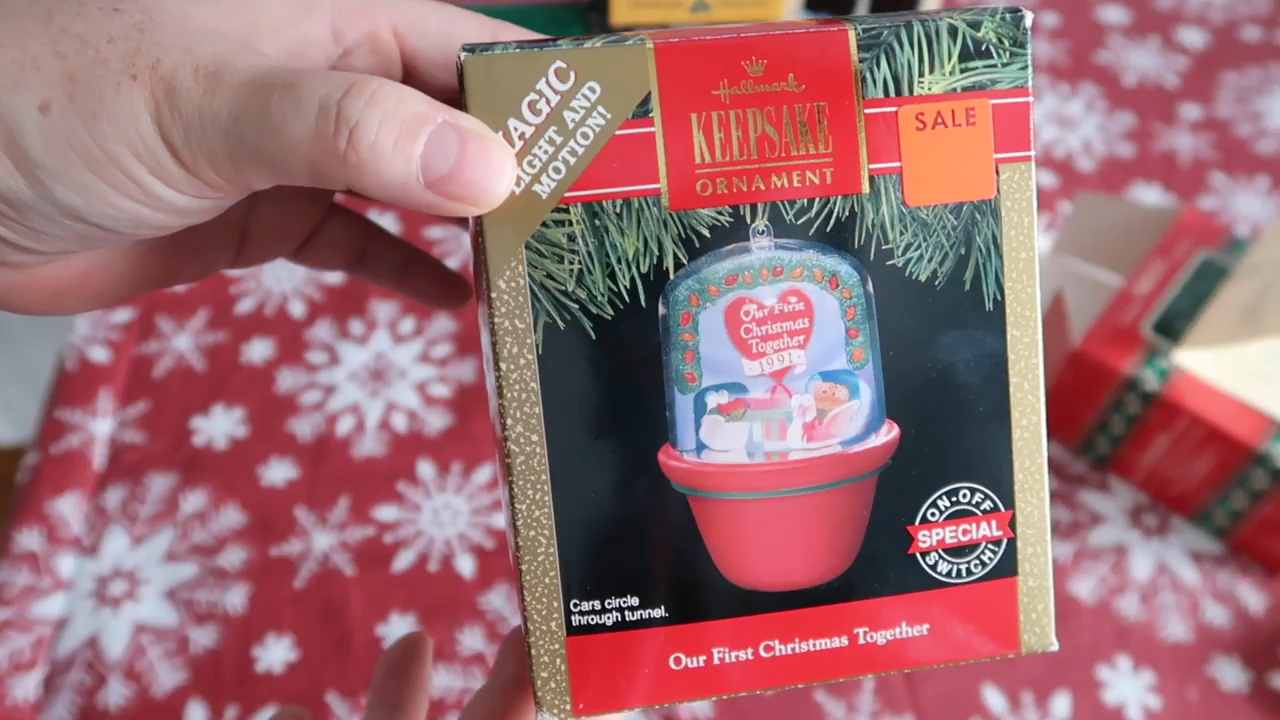 LIGHT AND
MOTION!
Hallmark
KEEPSAKE
ORNAMENT
SALE
Our First
Christmas
Together
1991
ON-OFF
SPECIAL
SWITCH!
Cars circle
through tunnel.
Our First Christmas Together